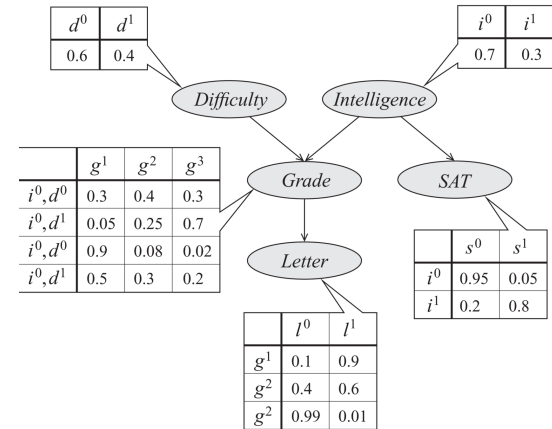 d⁰ d¹
0.6 0.4
i⁰ i¹
0.7 0.3
Difficulty
Intelligence
g¹ g² g³
i⁰,d⁰ 0.3 0.4 0.3
i⁰,d¹ 0.05 0.25 0.7
i⁰,d⁰ 0.9 0.08 0.02
i⁰,d¹ 0.5 0.3 0.2
Grade
SAT
Letter
s⁰ s¹
i⁰ 0.95 0.05
i¹ 0.2 0.8
l⁰ l¹
g¹ 0.1 0.9
g² 0.4 0.6
g² 0.99 0.01